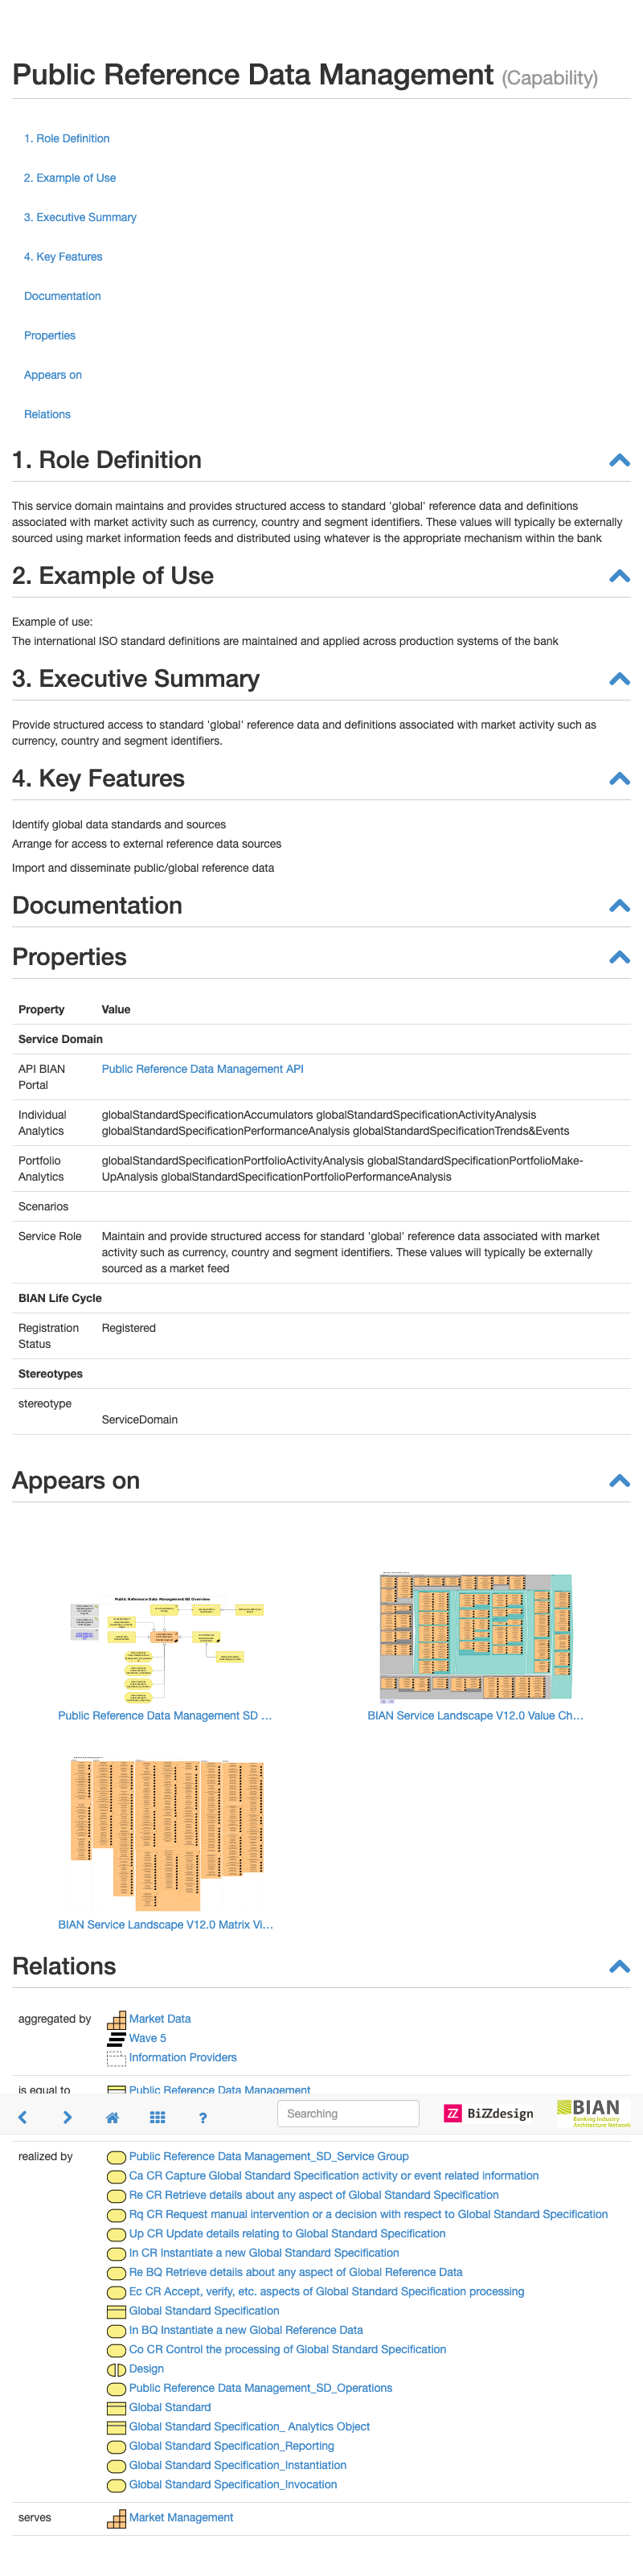 Public Reference Data Management (Capability)
1. Role Definition
2. Example of Use
3. Executive Summary
4. Key Features
Documentation
Properties
Appears on
Relations
1. Role Definition
This service domain maintains and provides structured access to standard 'global' reference data and definitions
associated with market activity such as currency, country and segment identifiers. These values will typically be externally
sourced using market information feeds and distributed using whatever is the appropriate mechanism within the bank
2. Example of Use
Example of use:
The international ISO standard definitions are maintained and applied across production systems of the bank
3. Executive Summary
Provide structured access to standard 'global' reference data and definitions associated with market activity such as
currency, country and segment identifiers.
4. Key Features
Identify global data standards and sources
Arrange for access to external reference data sources
Import and disseminate public/global reference data
Documentation
Properties
Property Value
Service Domain
API BIAN Public Reference Data Management API
Portal
Individual globalStandardSpecificationAccumulators globalStandardSpecificationActivityAnalysis
Analytics globalStandardSpecificationPerformanceAnalysis globalStandardSpecificationTrends&Events
Portfolio globalStandardSpecificationPortfolioActivityAnalysis globalStandardSpecificationPortfolioMake-
Analytics UpAnalysis globalStandardSpecificationPortfolioPerformanceAnalysis
Scenarios
Service Role Maintain and provide structured access for standard 'global' reference data associated with market
activity such as currency, country and segment identifiers. These values will typically be externally
sourced as a market feed
BIAN Life Cycle
Registration Registered
Status
Stereotypes
stereotype
ServiceDomain
Appears on
Public Reference Data Management SD Overview
Public Reference Data Management SD ...
BIAN Service Landscape V12.0 Value Ch...
BIAN Service Landscape V12.0 Matrix Vi...
Relations
aggregated by Market Data
Wave 5
Information Providers
is equal to Public Reference Data Management
?
Searching
BiZZdesign
BIAN
Banking Industry
Architecture Network
realized by Public Reference Data Management_SD_Service Group
Ca CR Capture Global Standard Specification activity or event related information
Re CR Retrieve details about any aspect of Global Standard Specification
Rq CR Request manual intervention or a decision with respect to Global Standard Specification
Up CR Update details relating to Global Standard Specification
In CR Instantiate a new Global Standard Specification
Re BQ Retrieve details about any aspect of Global Reference Data
Ec CR Accept, verify, etc. aspects of Global Standard Specification processing
Global Standard Specification
In BQ Instantiate a new Global Reference Data
Co CR Control the processing of Global Standard Specification
Design
Public Reference Data Management_SD_Operations
Global Standard
Global Standard Specification_ Analytics Object
Global Standard Specification_Reporting
Global Standard Specification_Instantiation
Global Standard Specification_Invocation
serves Market Management